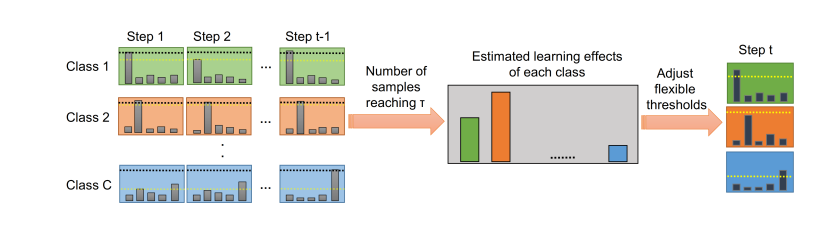 Step 1 Step 2 Step t-1
Class 1
...
Class 2
...
Class C
...
Number of
samples
reaching τ
Estimated learning effects
of each class
.......
Adjust
flexible
thresholds
Step t